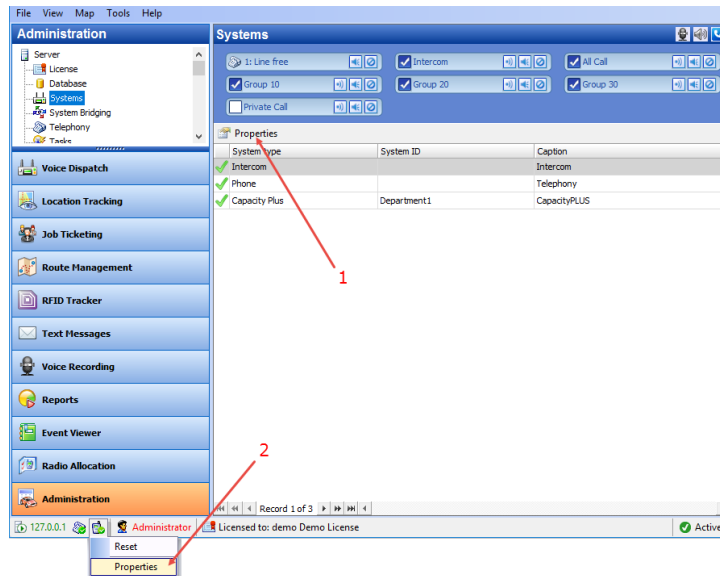 File View Map Tools Help
Administration
Systems
Server
License
Database
Systems
System Bridging
Telephony
Tasks
1: Line free
Intercom
All Call
Group 10
Group 20
Group 30
Private Call
Properties
System type System ID Caption
Intercom Intercom
Phone Telephony
Capacity Plus Department1 CapacityPLUS
1
Voice Dispatch
Location Tracking
Job Ticketing
Route Management
RFID Tracker
Text Messages
Voice Recording
Reports
Event Viewer
Radio Allocation
Administration
2
Record 1 of 3
127.0.0.1 Administrator Licensed to: demo Demo License Active
Reset
Properties